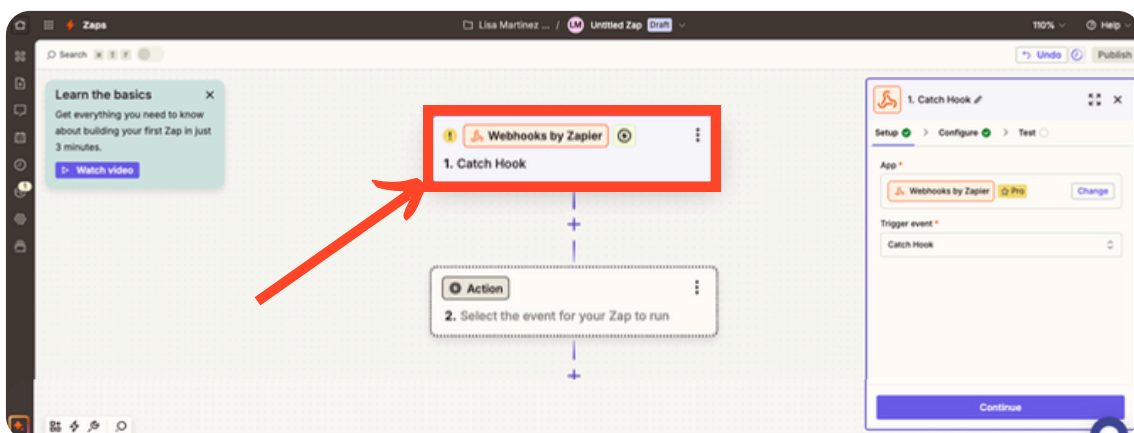 Zaps
Lisa Martinez ... / LM Untitled Zap Draft
110%
Help
Search
Undo
Publish
Learn the basics
Get everything you need to know
about building your first Zap in just
3 minutes.
Watch video
1
! Webhooks by Zapier
1. Catch Hook
Action
2. Select the event for your Zap to run
1. Catch Hook
Setup > Configure > Test
App *
Webhooks by Zapier Pro Change
Trigger event *
Catch Hook
Continue